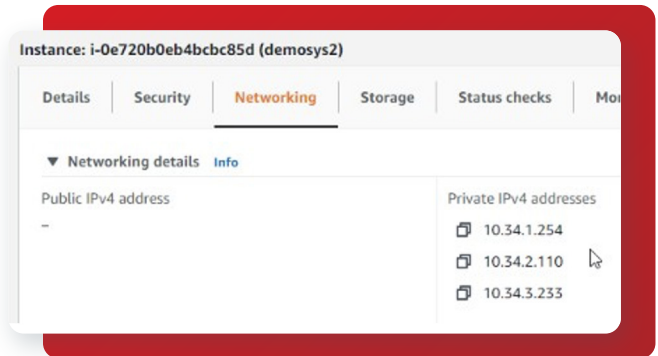 Instance: i-0e720b0eb4bcbc85d (demosys2)
Details Security Networking Storage Status checks
▼ Networking details Info
Public IPv4 address
–
Private IPv4 addresses
10.34.1.254
10.34.2.110
10.34.3.233